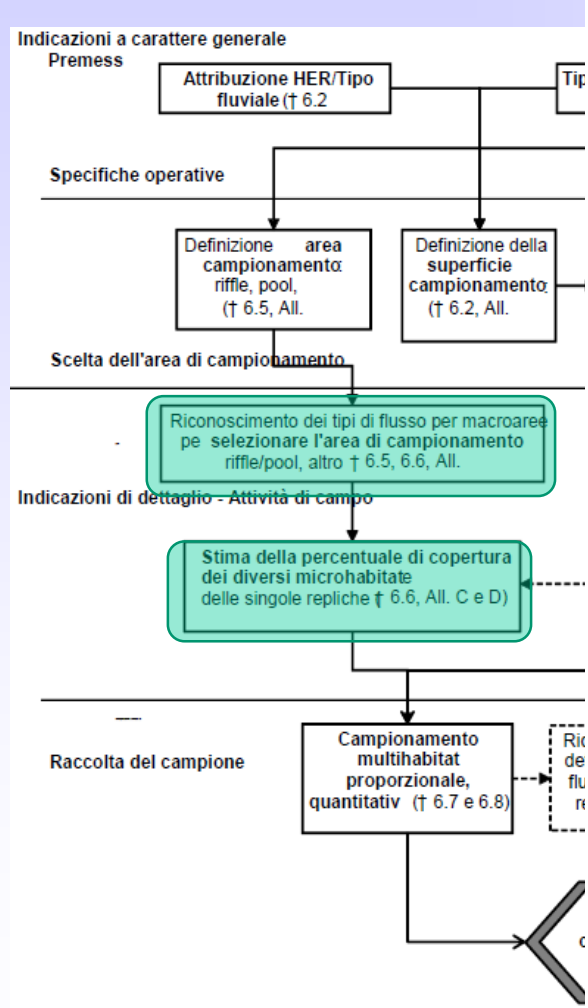 Indicazioni a carattere generale
Premess
Attribuzione HER/Tipo
fluviale († 6.2
Tip
Specifiche operative
Definizione area
campionamento:
riffle, pool,
(† 6.5, All.
Definizione della
superficie
campionamento:
(† 6.2, All.
Scelta dell'area di campionamento
Riconoscimento dei tipi di flusso per macroaree
pe selezionare l'area di campionamento
riffle/pool, altro † 6.5, 6.6, All.
Indicazioni di dettaglio - Attività di campo
Stima della percentuale di copertura
dei diversi microhabitat e
delle singole repliche († 6.6, All. C e D)
Raccolta del campione
Campionamento
multihabitat
proporzionale,
quantitativ († 6.7 e 6.8)
Ric
de
flu
re